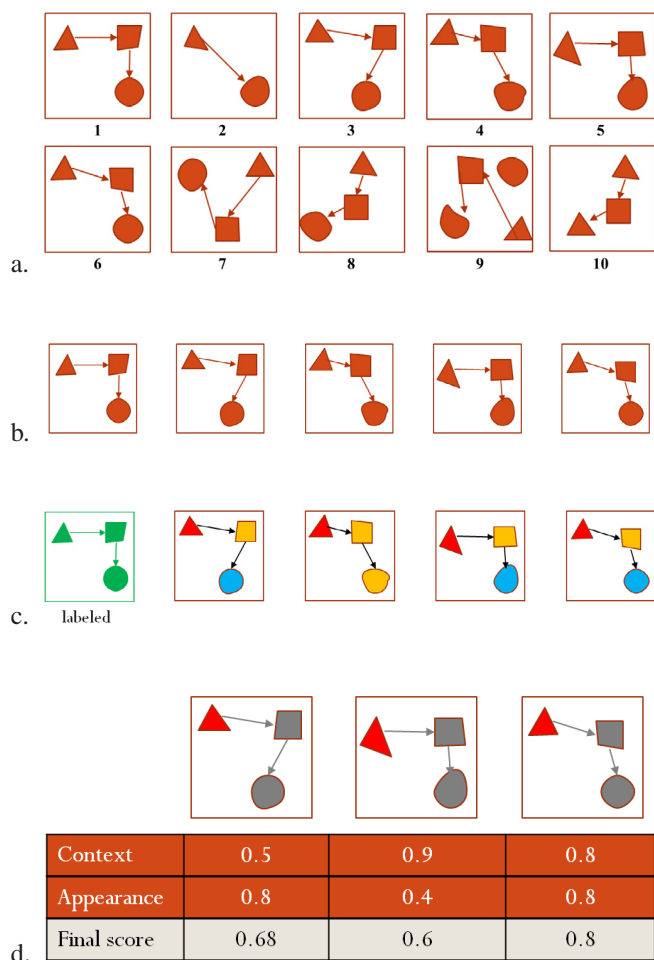 1 2 3 4 5
a. 6 7 8 9 10
b.
c. labeled
Context 0.5 0.9 0.8
Appearance 0.8 0.4 0.8
d. Final score 0.68 0.6 0.8